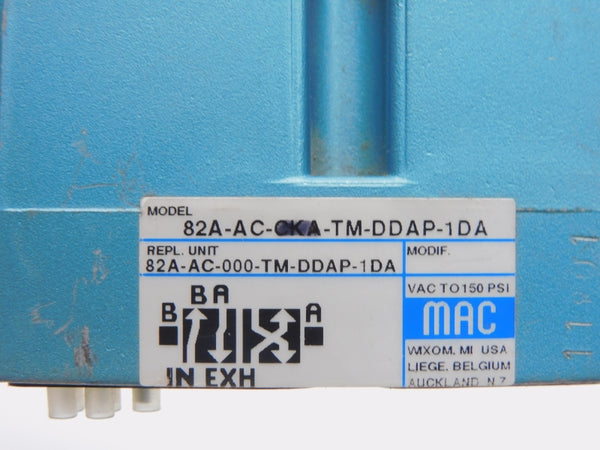 MODEL
82A-AC-CKA-TM-DDAP-1DA
REPL. UNIT
82A-AC-000-TM-DDAP-1DA
MODIF.
VAC TO 150 PSI
MAC
WIXOM. MI USA
LIEGE. BELGIUM
AUCKLAND N.Z
B A
B A
IN EXH